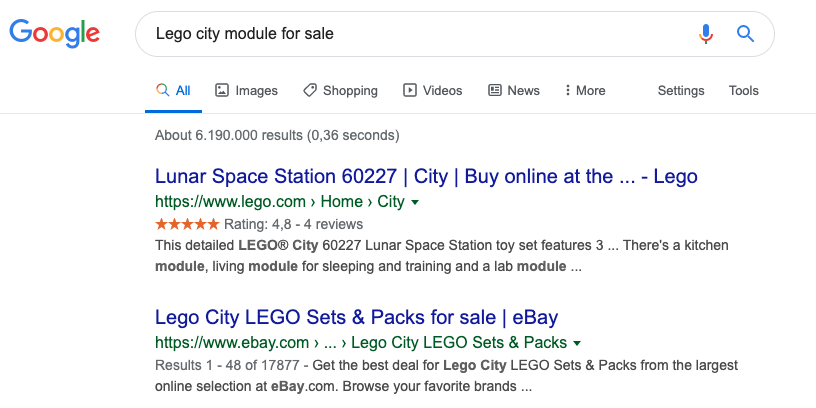 Google Lego city module for sale
All Images Shopping Videos News More Settings Tools
About 6.190.000 results (0,36 seconds)
Lunar Space Station 60227 | City | Buy online at the ... - Lego
https://www.lego.com › Home › City
Rating: 4,8 - 4 reviews
This detailed LEGO® City 60227 Lunar Space Station toy set features 3 ... There's a kitchen
module, living module for sleeping and training and a lab module ...
Lego City LEGO Sets & Packs for sale | eBay
https://www.ebay.com › ... › Lego City LEGO Sets & Packs
Results 1 - 48 of 17877 - Get the best deal for Lego City LEGO Sets & Packs from the largest
online selection at eBay.com. Browse your favorite brands ...